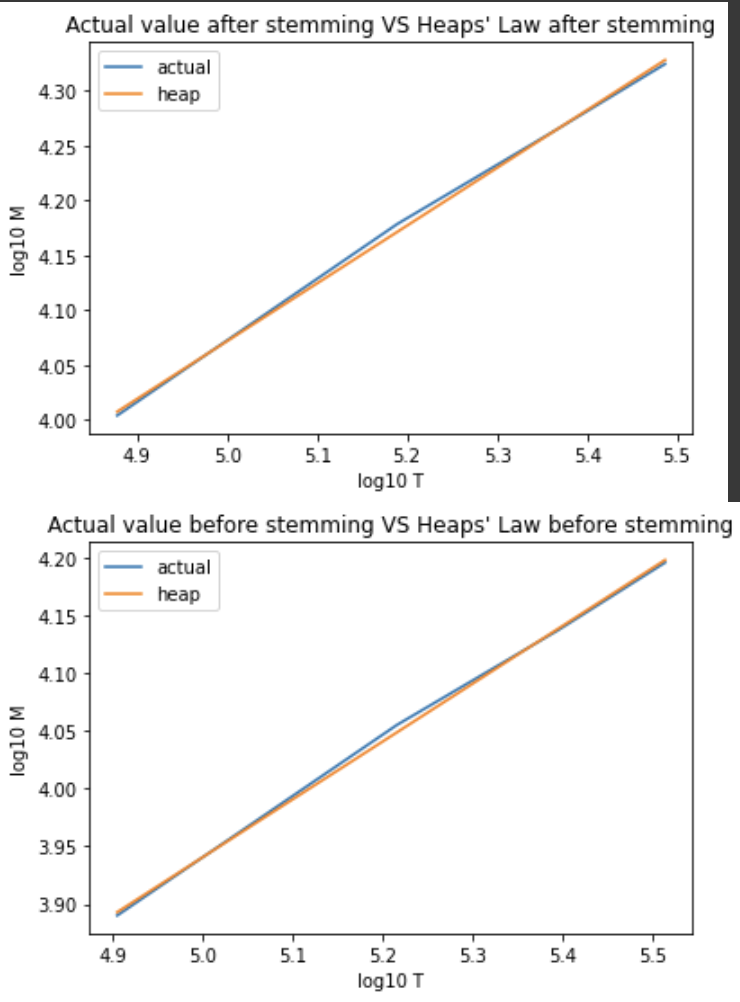 Actual value after stemming VS Heaps' Law after stemming
actual
heap
4.30
4.25
4.20
4.15
4.10
4.05
4.00
log10 M
4.9 5.0 5.1 5.2 5.3 5.4 5.5
log10 T
Actual value before stemming VS Heaps' Law before stemming
actual
heap
4.20
4.15
4.10
4.05
4.00
3.95
3.90
log10 M
4.9 5.0 5.1 5.2 5.3 5.4 5.5
log10 T